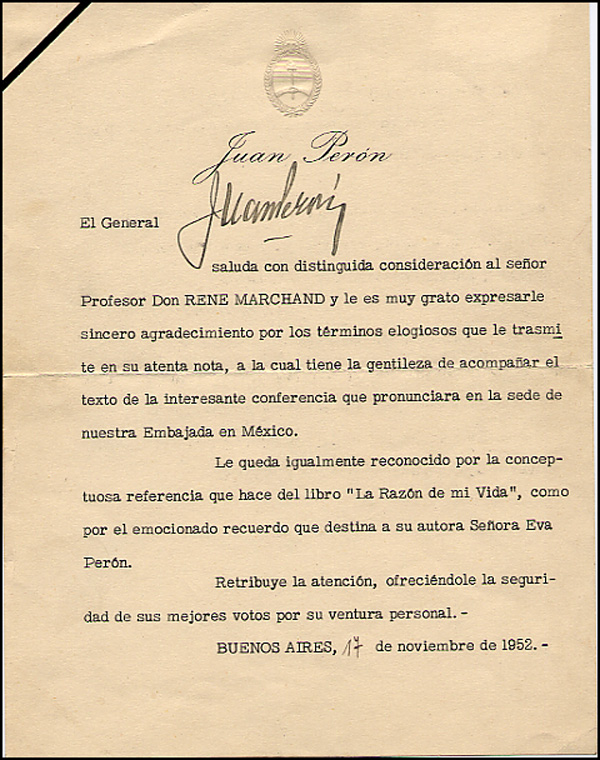 Juan Perón
Juan Perón
El General
saluda con distinguida consideración al señor
Profesor Don RENE MARCHAND y le es muy grato expresarle
sincero agradecimiento por los términos elogiosos que le trasmi
te en su atenta nota, a la cual tiene la gentileza de acompañar el
texto de la interesante conferencia que pronunciara en la sede de
nuestra Embajada en México.
Le queda igualmente reconocido por la concep-
tuosa referencia que hace del libro "La Razón de mi Vida", como
por el emocionado recuerdo que destina a su autora Señora Eva
Perón.
Retribuye la atención, ofreciéndole la seguri-
dad de sus mejores votos por su ventura personal.-
BUENOS AIRES, 17 de noviembre de 1952.-